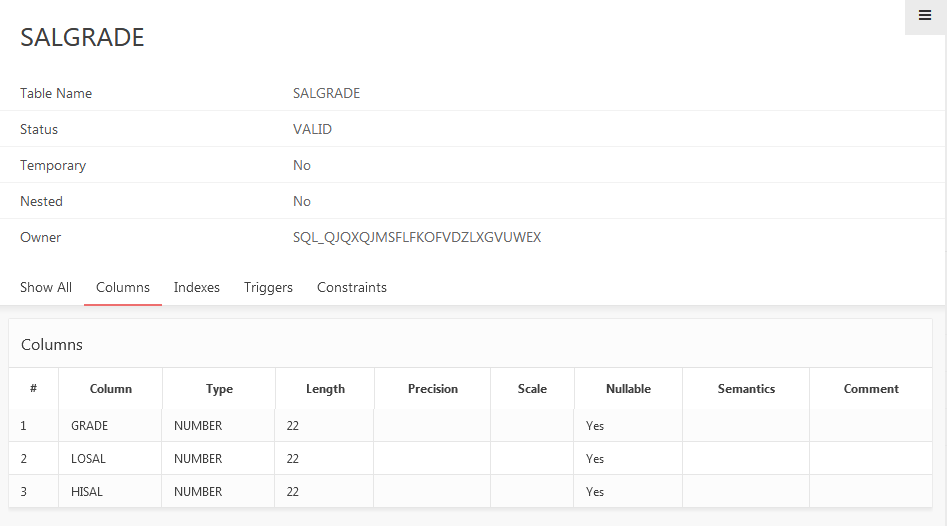 SALGRADE
Table Name SALGRADE
Status VALID
Temporary No
Nested No
Owner SQL_QJQXQJMSFLFKOFVDZLXGVUWEX
Show All Columns Indexes Triggers Constraints
Columns
# Column Type Length Precision Scale Nullable Semantics Comment
1 GRADE NUMBER 22 Yes
2 LOSAL NUMBER 22 Yes
3 HISAL NUMBER 22 Yes